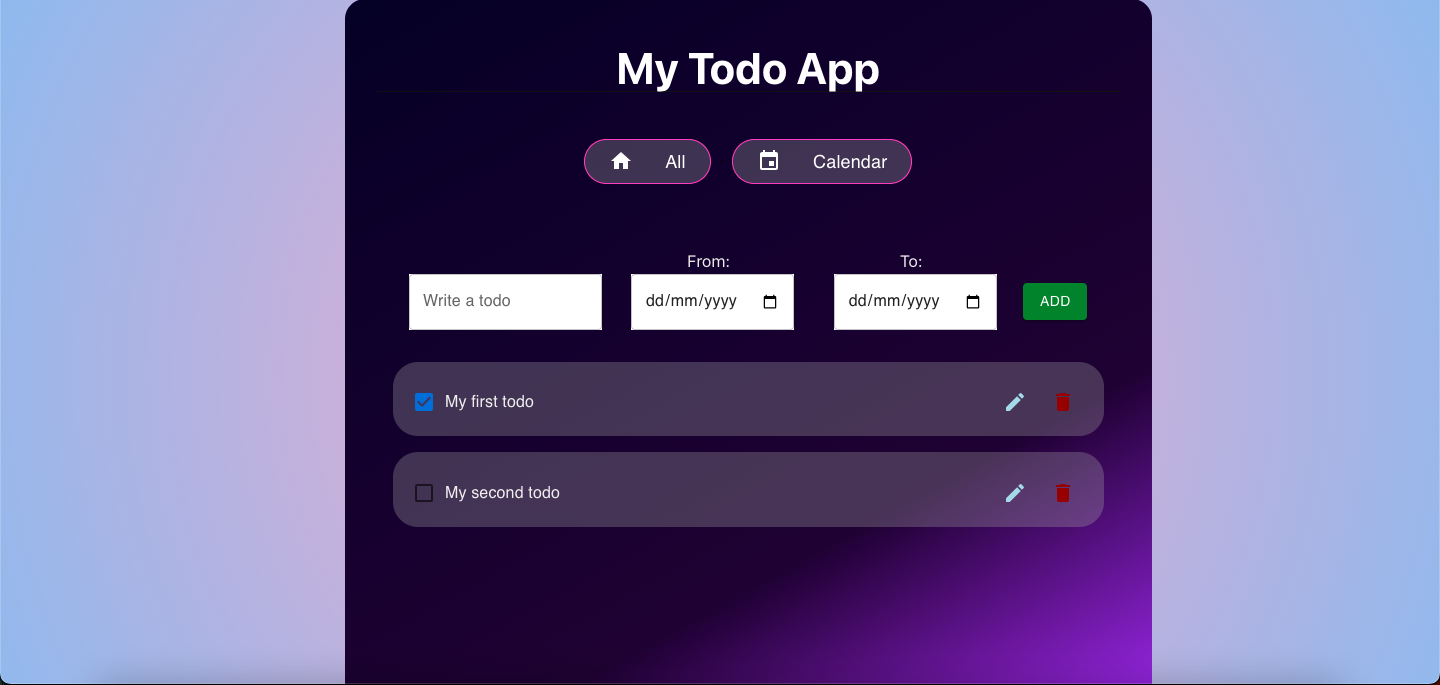 My Todo App
All Calendar
From: To:
Write a todo dd/mm/yyyy dd/mm/yyyy ADD
My first todo
My second todo